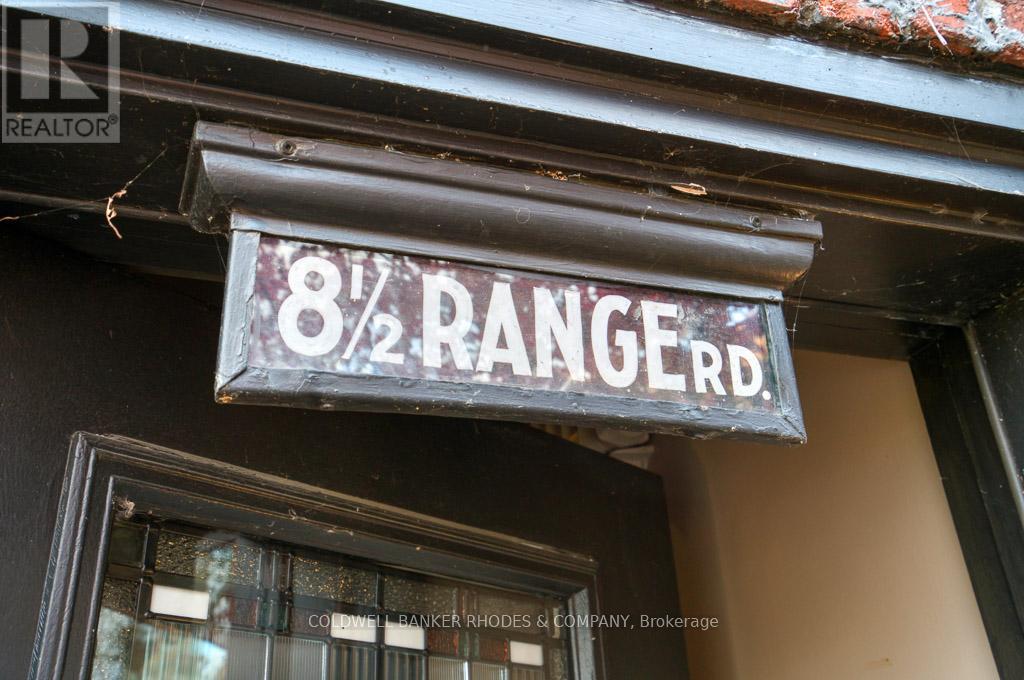 R
REALTOR®
8½ RANGE RD.
COLDWELL BANKER RHODES & COMPANY, Brokerage